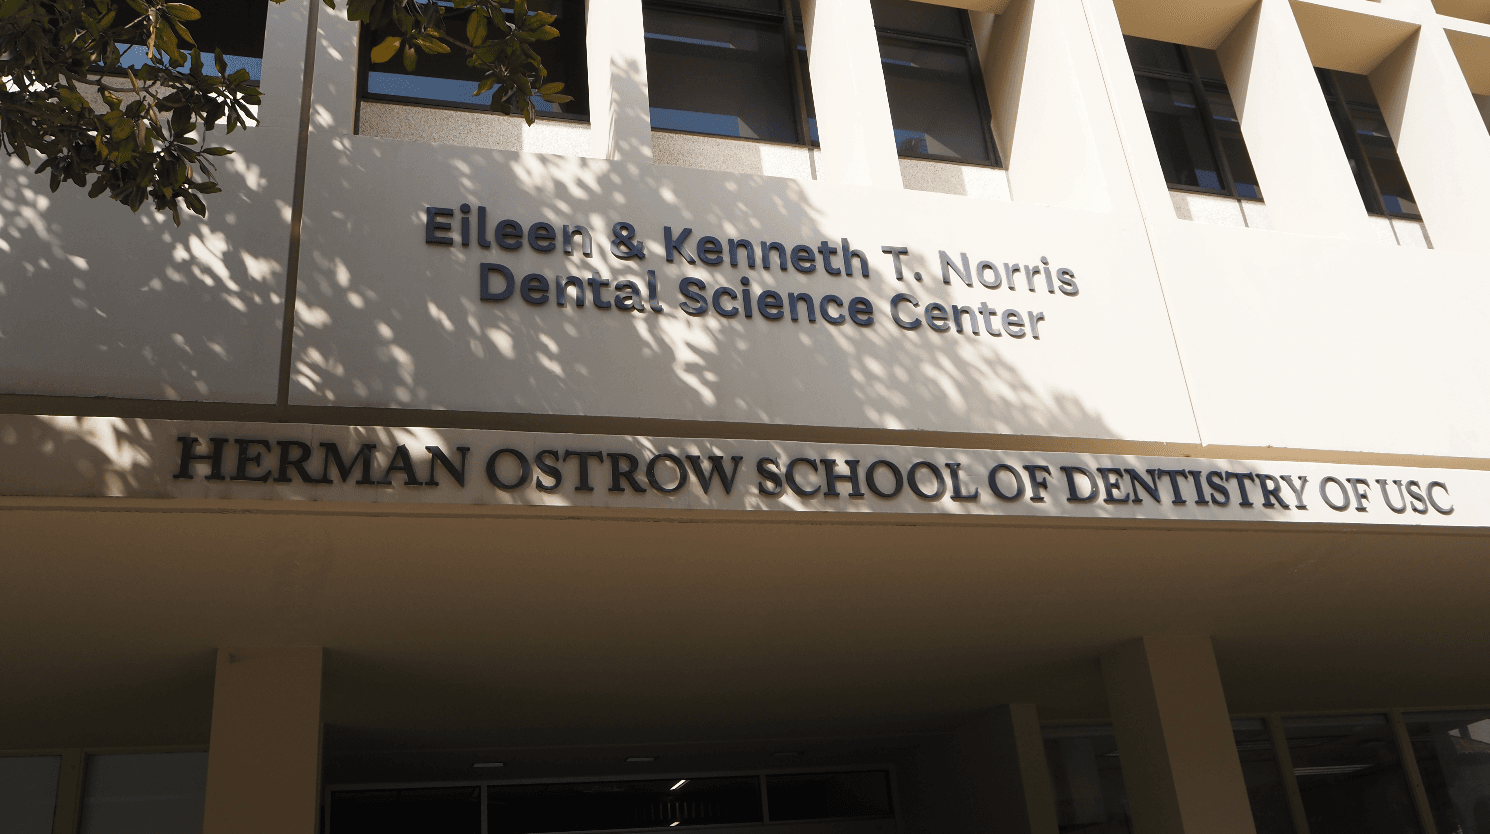 Eileen & Kenneth T. Norris
Dental Science Center
HERMAN OSTROW SCHOOL OF DENTISTRY OF USC